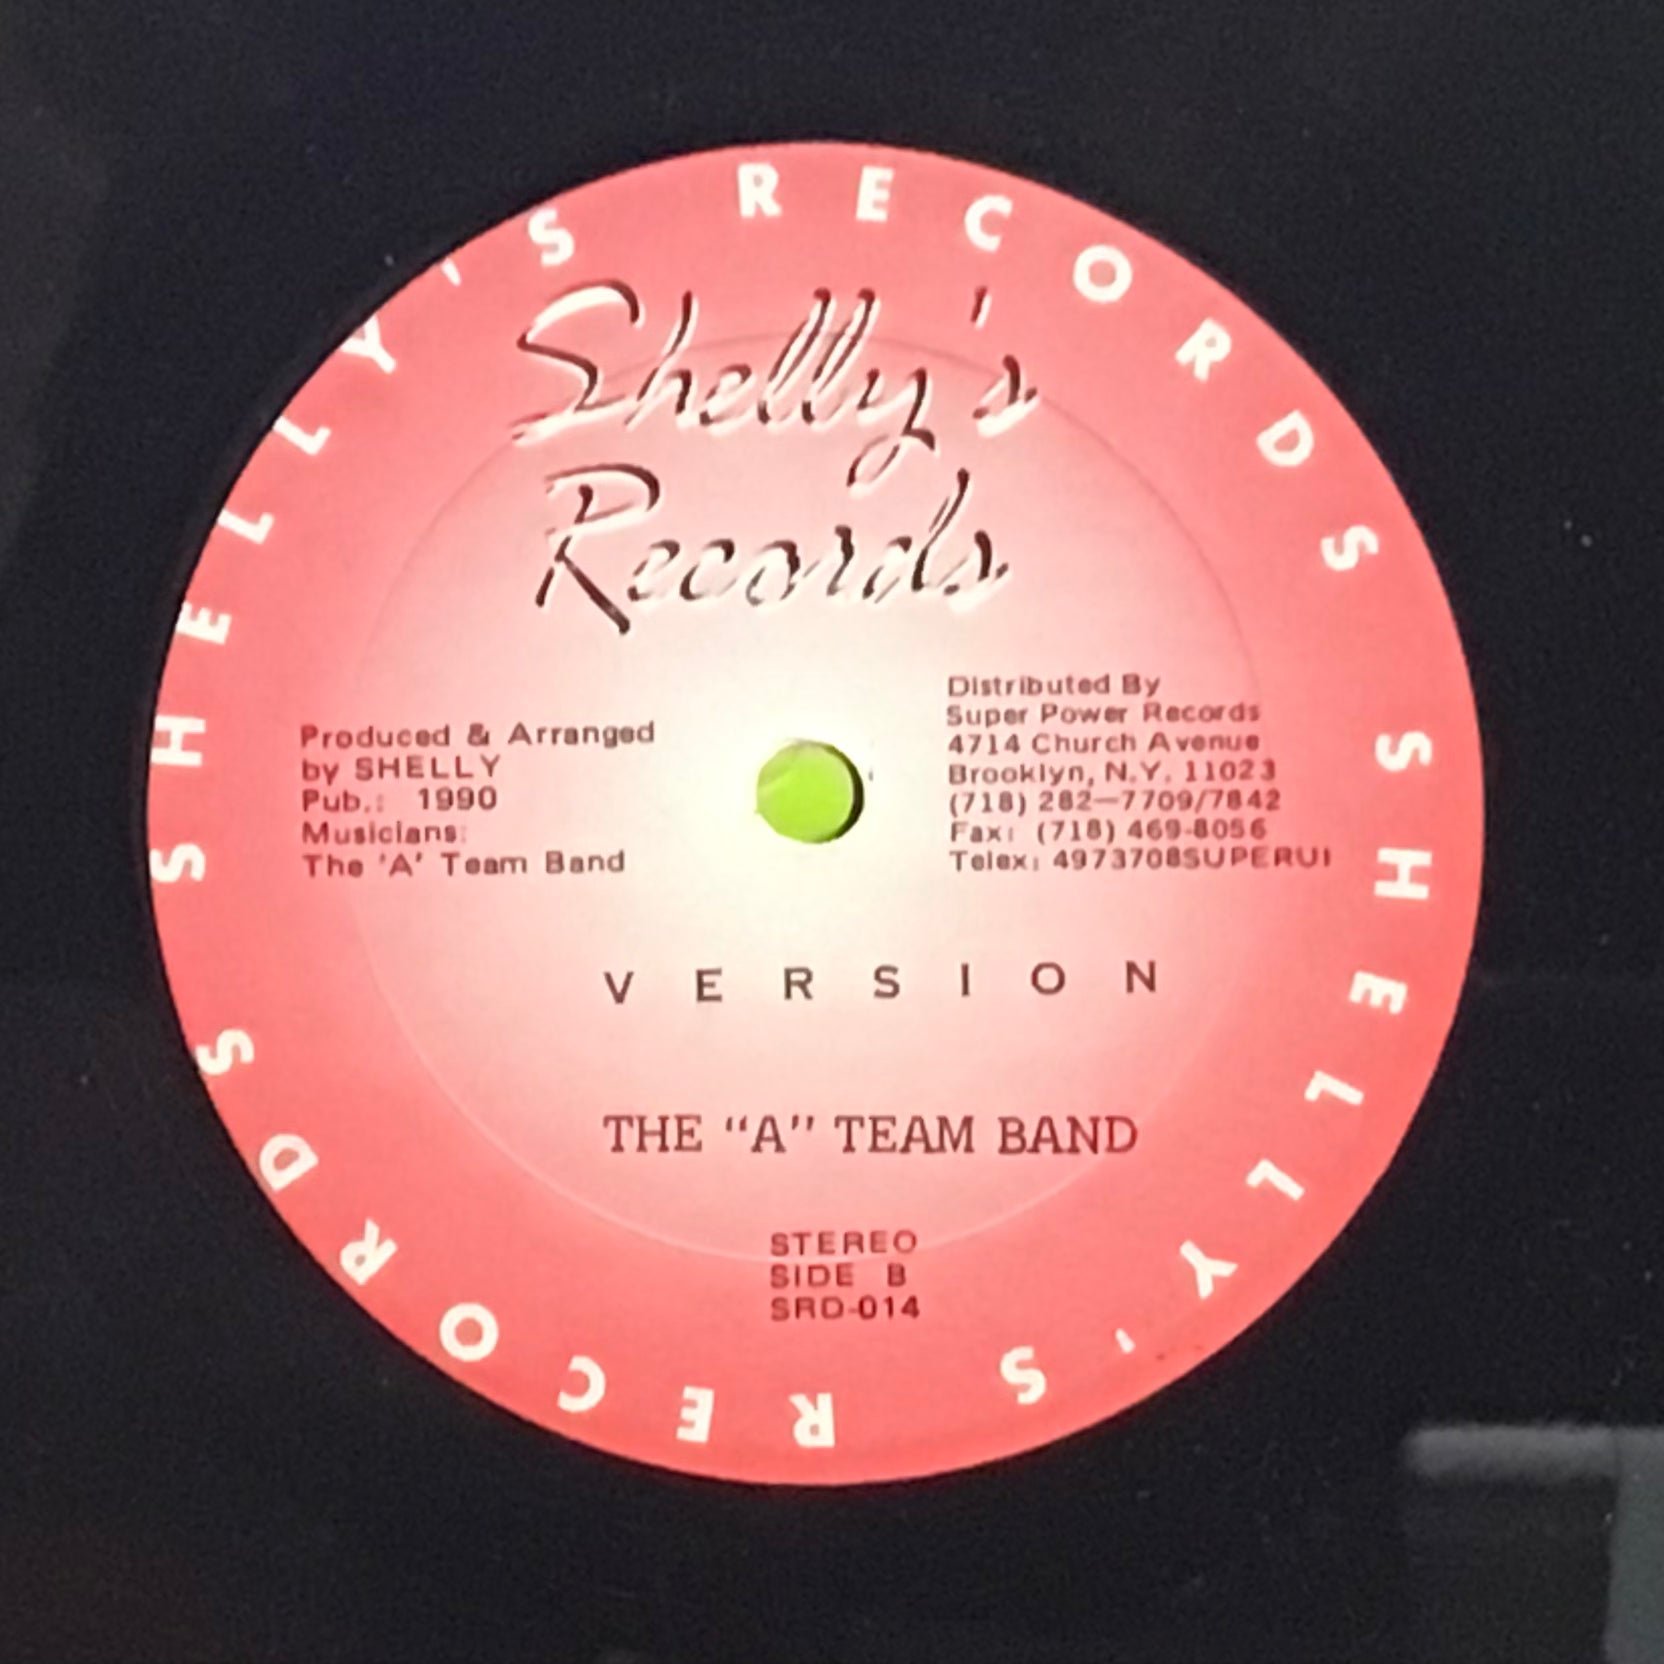 SHELLY'S RECORDS SHELLY'S RECORDS
Shelly's
Records
Produced & Arranged
by SHELLY
Pub.: 1990
Musicians:
The 'A' Team Band
Distributed By
Super Power Records
4714 Church Avenue
Brooklyn, N.Y. 11023
(718) 282-7709/7842
Fax: (718) 469-8056
Telex: 4973708SUPERUI
VERSION
THE "A" TEAM BAND
STEREO
SIDE B
SRD-014